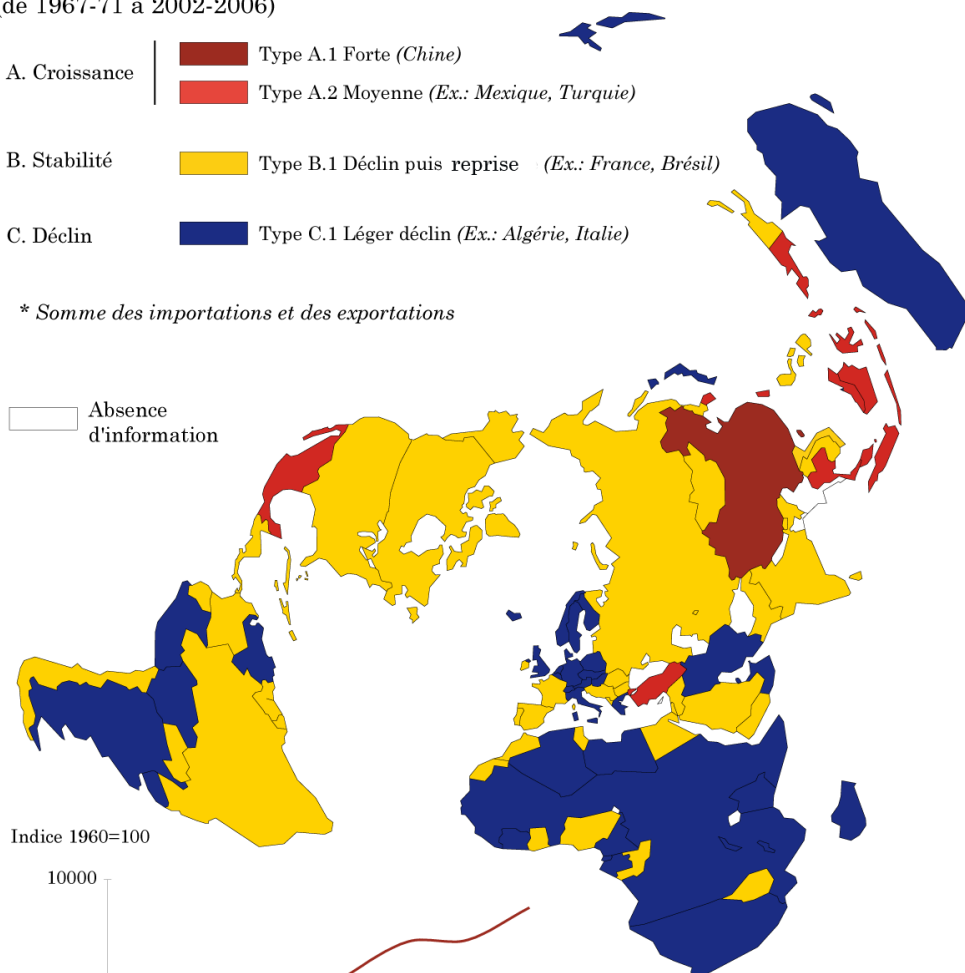 (de 1967-71 à 2002-2006)
A. Croissance
Type A.1 Forte (Chine)
Type A.2 Moyenne (Ex.: Mexique, Turquie)
B. Stabilité
Type B.1 Déclin puis reprise (Ex.: France, Brésil)
C. Déclin
Type C.1 Léger déclin (Ex.: Algérie, Italie)
* Somme des importations et des exportations
Absence
d'information
Indice 1960=100
10000